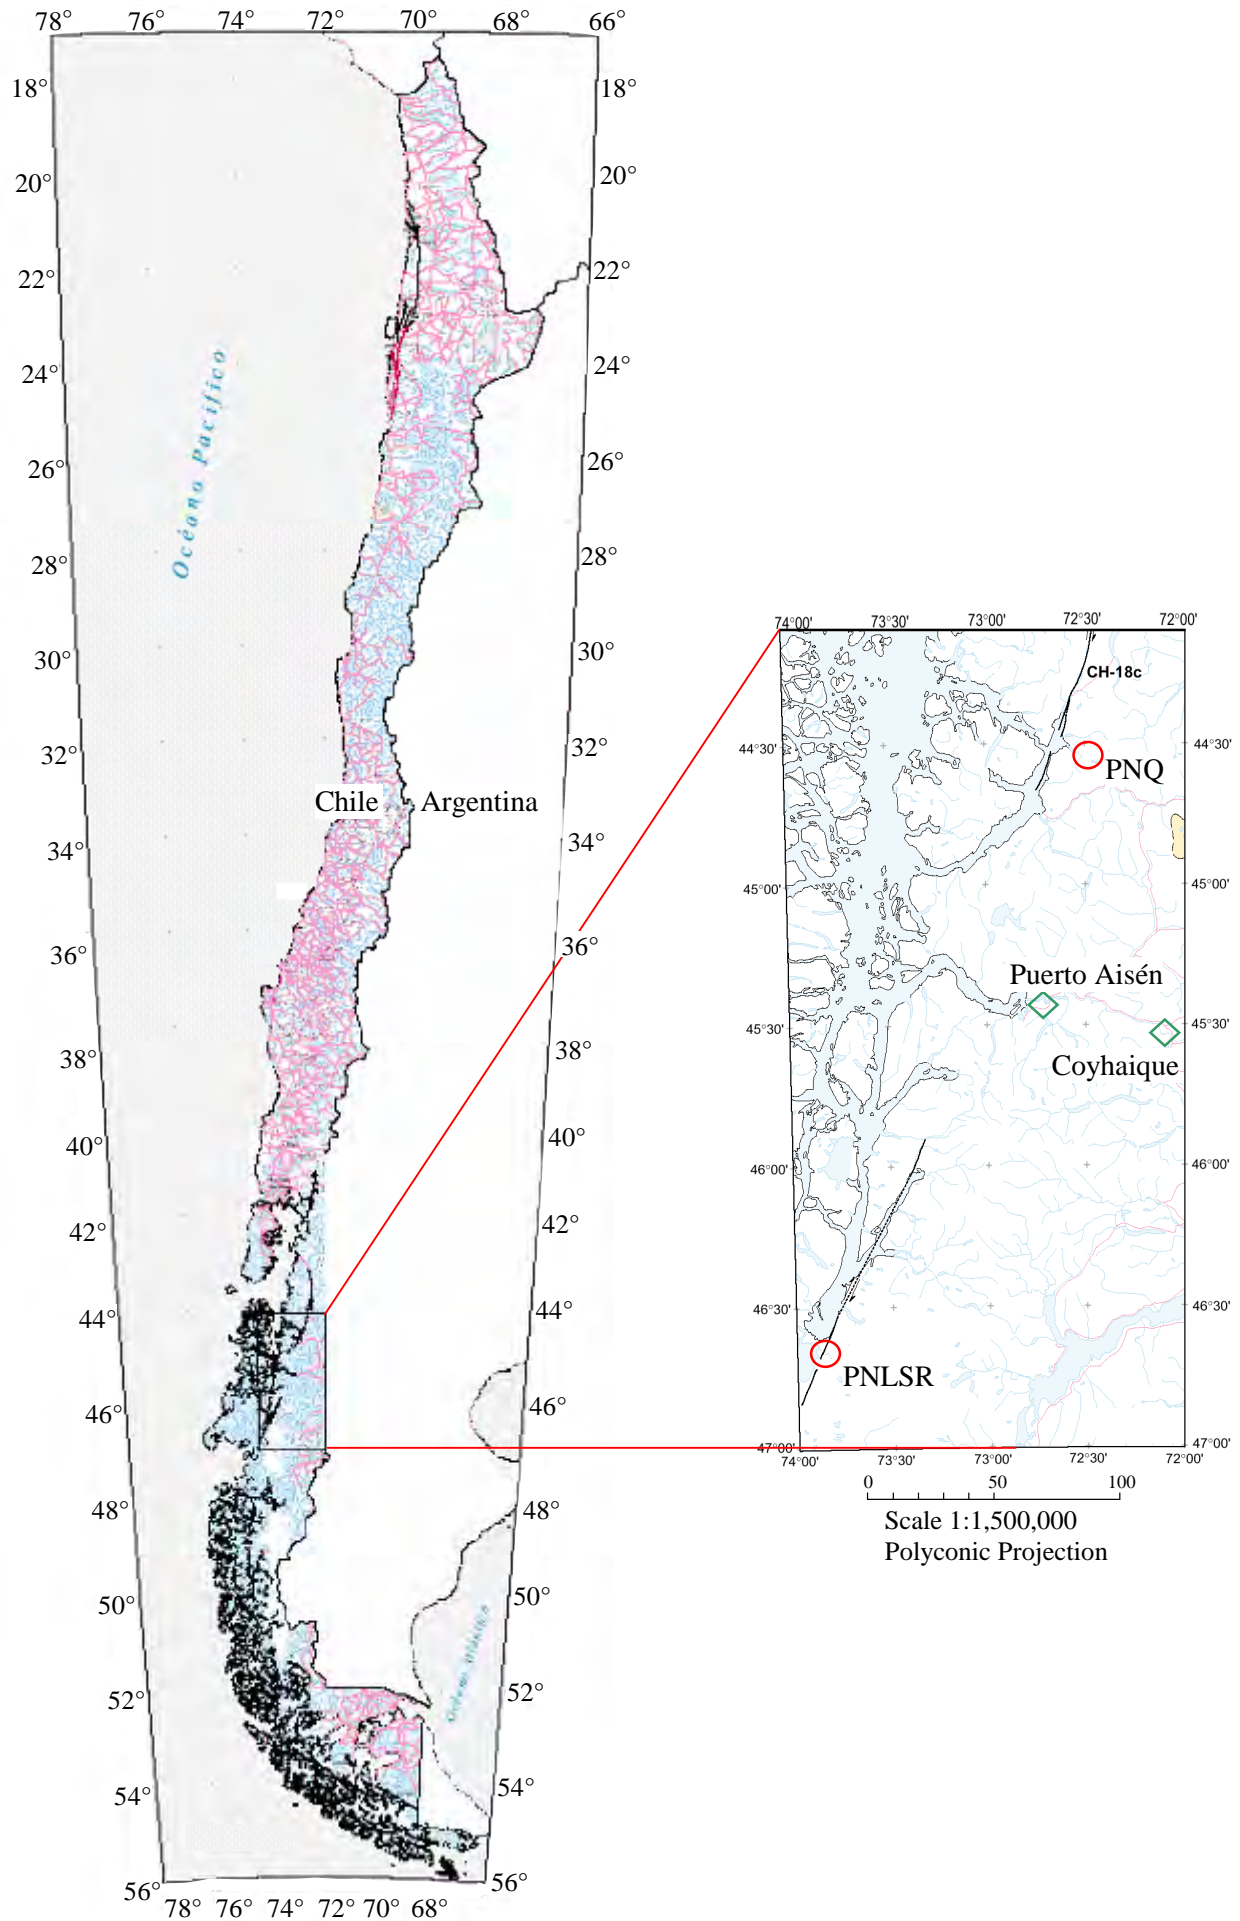 78 76° 74 72° 70° 68° 66°
18° 18°
20° 20°
22° 22°
24° 24°
26° 26°
28° 28°
30° 30°
32° 32°
34° 34°
36° 36°
38° 38°
40° 40°
42° 42°
44° 44°
46° 46°
48° 48°
50° 50°
52° 52°
54° 54°
56° 56°
78° 76° 74° 72° 70° 68°
Océano Pacífico
Chile
Argentina
Océano Atlántico
74°00' 73°30' 73°00' 72°30' 72°00'
CH-18c
44°30' 44°30'
PNQ
45°00' 45°00'
Puerto Aisén
45°30' 45°30'
Coyhaique
46°00' 46°00'
46°30' 46°30'
PNLSR
47°00' 47°00'
74°00' 73°30' 73°00' 72°30' 72°00'
0 50 100
Scale 1:1,500,000
Polyconic Projection